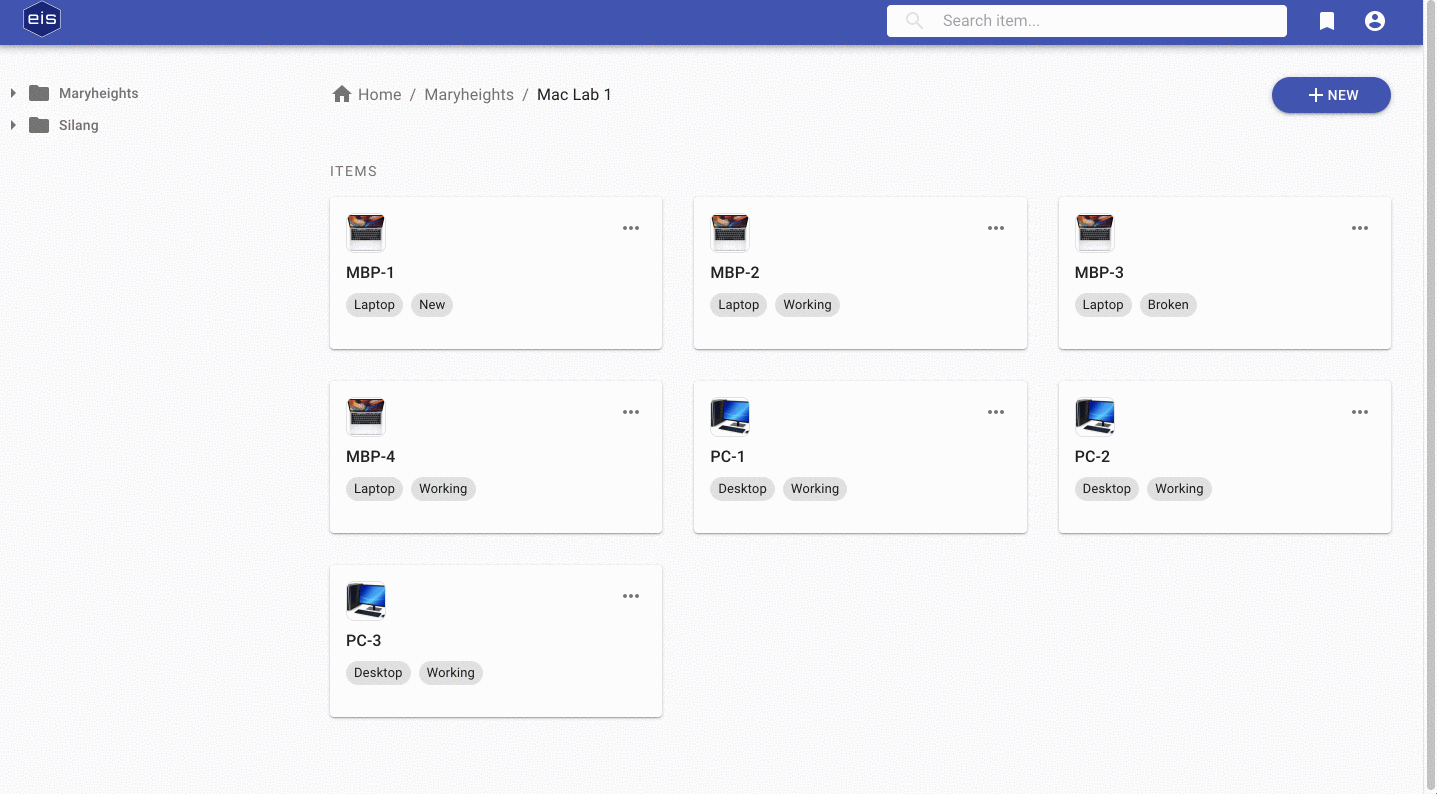 eis
Search item...
Maryheights
Silang
Home / Maryheights / Mac Lab 1
+ NEW
ITEMS
MBP-1
Laptop New
MBP-2
Laptop Working
MBP-3
Laptop Broken
MBP-4
Laptop Working
PC-1
Desktop Working
PC-2
Desktop Working
PC-3
Desktop Working